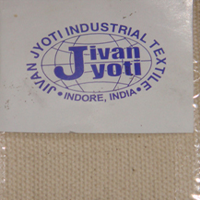 JIVAN JYOTI INDUSTRIAL TEXTILE
Jivan
Jyoti
• INDORE, INDIA •